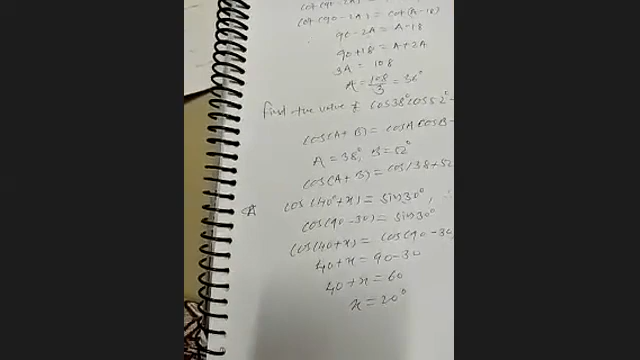 cot(90-2A) = cot(A-18)
90-2A = A-18
90+18 = A+2A
3A = 108
A = 108/3 = 36°
find the value of cos38° cos52° -
cos(A+B) = cosA cosB -
A = 38°, B = 52°
cos(A+B) = cos(38+52
cos(40°+x) = sin30°,
cos(90-30) = sin30°
cos(40+x) = cos(90-30
40+x = 90-30
40+x = 60
x = 20°